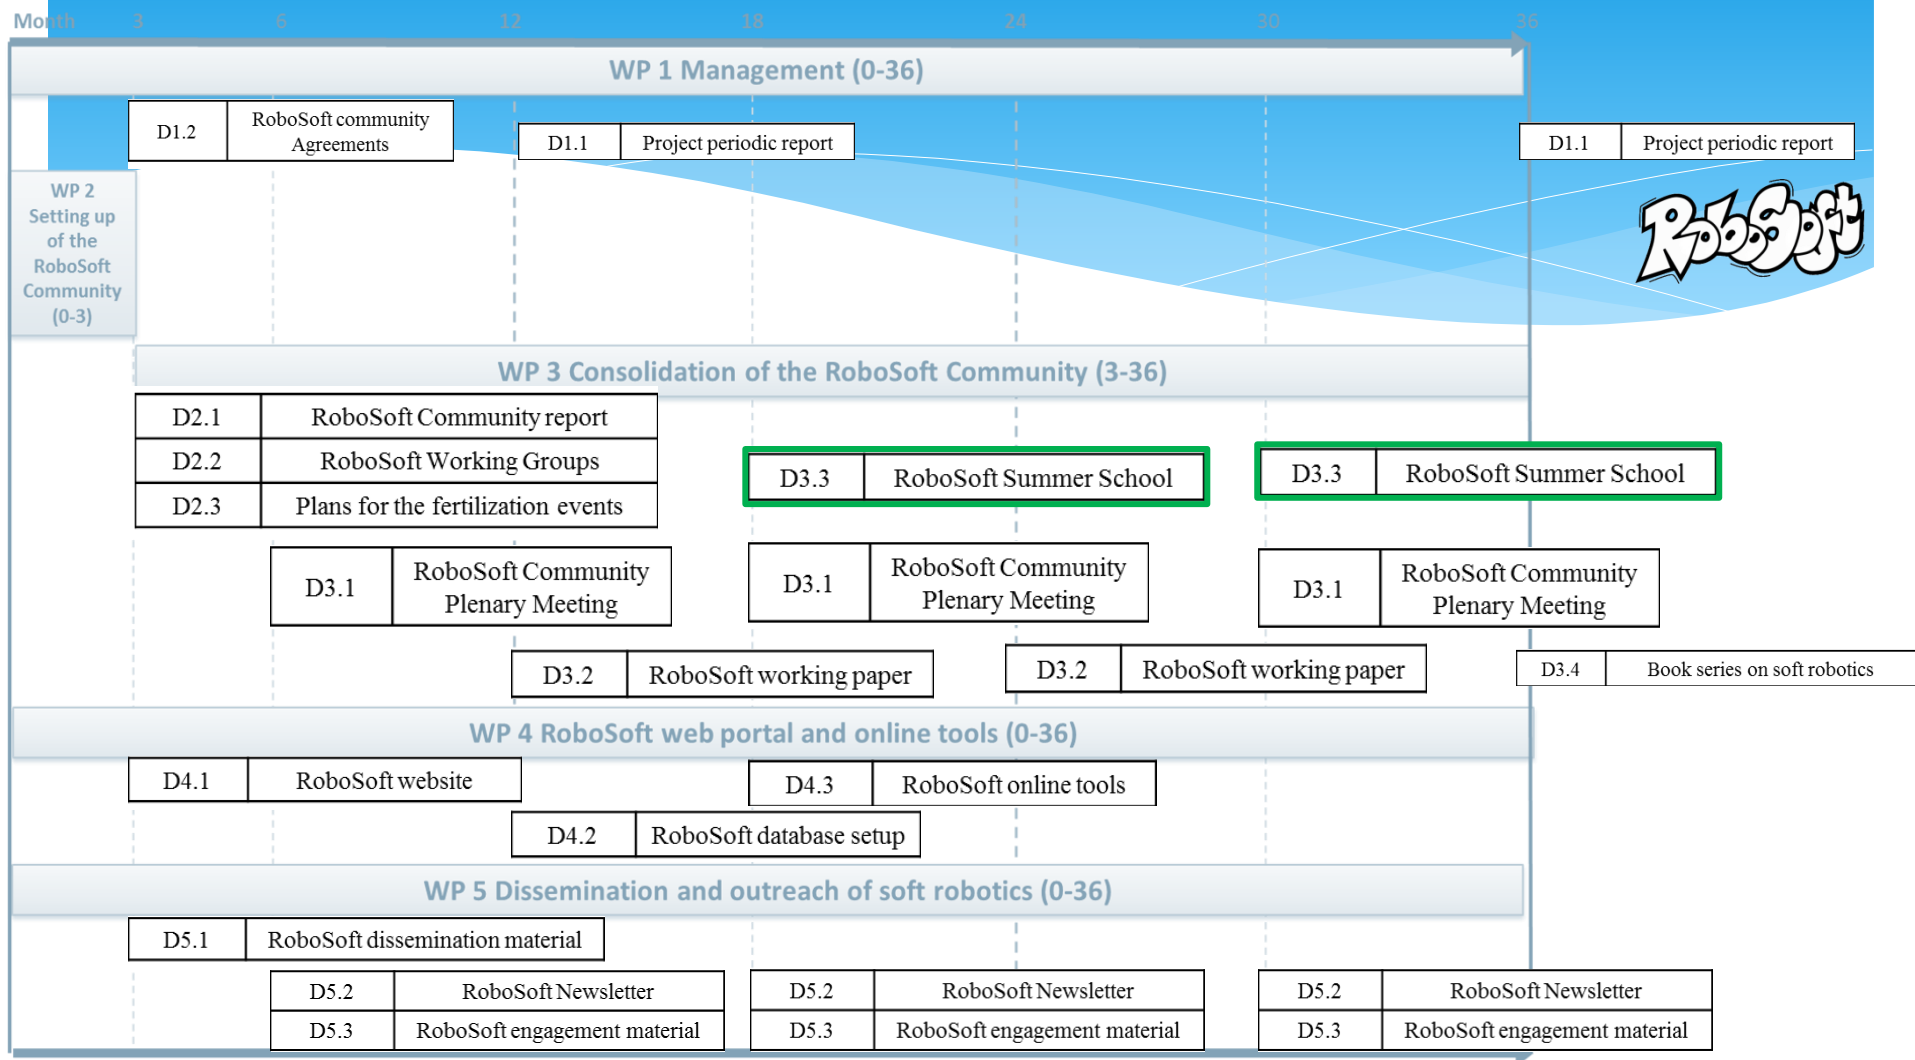 Month 3 6 12 18 24 30 36
WP 1 Management (0-36)
D1.2 RoboSoft community
Agreements
D1.1 Project periodic report
D1.1 Project periodic report
WP 2
Setting up
of the
RoboSoft
Community
(0-3)
RoboSoft
WP 3 Consolidation of the RoboSoft Community (3-36)
D2.1 RoboSoft Community report
D2.2 RoboSoft Working Groups
D2.3 Plans for the fertilization events
D3.3 RoboSoft Summer School
D3.3 RoboSoft Summer School
D3.1 RoboSoft Community
Plenary Meeting
D3.1 RoboSoft Community
Plenary Meeting
D3.1 RoboSoft Community
Plenary Meeting
D3.2 RoboSoft working paper
D3.2 RoboSoft working paper
D3.4 Book series on soft robotics
WP 4 RoboSoft web portal and online tools (0-36)
D4.1 RoboSoft website
D4.3 RoboSoft online tools
D4.2 RoboSoft database setup
WP 5 Dissemination and outreach of soft robotics (0-36)
D5.1 RoboSoft dissemination material
D5.2 RoboSoft Newsletter
D5.3 RoboSoft engagement material
D5.2 RoboSoft Newsletter
D5.3 RoboSoft engagement material
D5.2 RoboSoft Newsletter
D5.3 RoboSoft engagement material